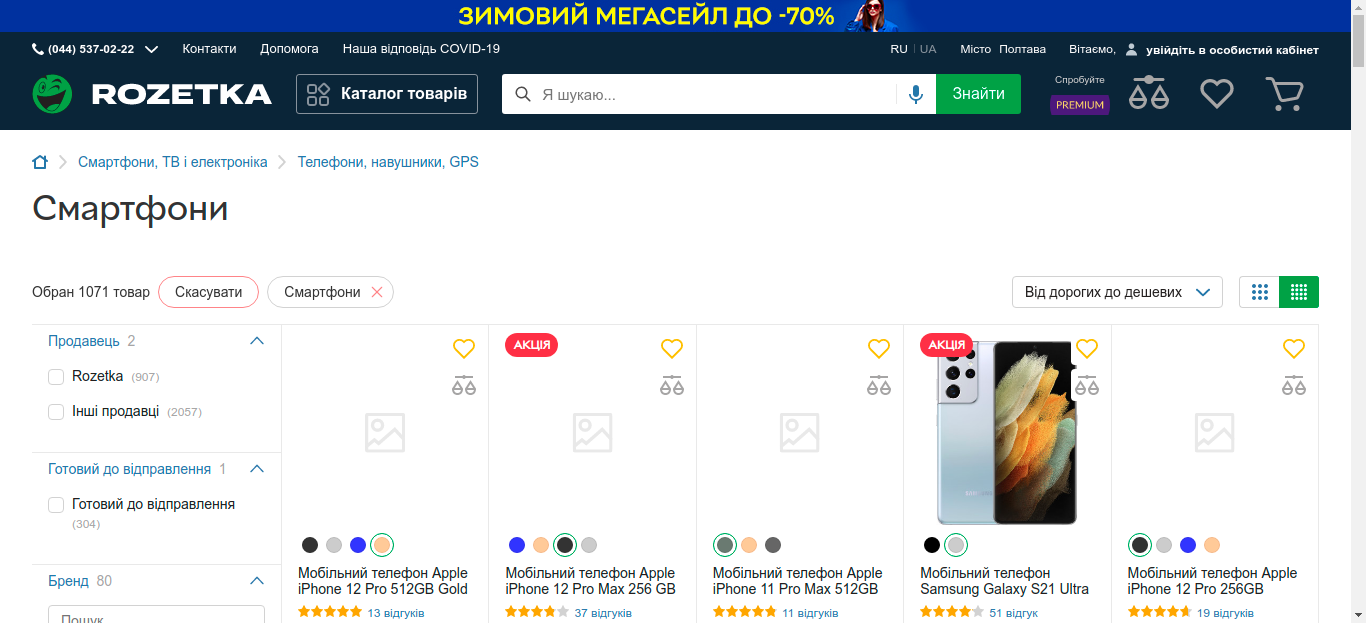 ЗИМОВИЙ МЕГАСЕЙЛ ДО -70%
(044) 537-02-22 Контакти Допомога Наша відповідь COVID-19 RU UA Місто Полтава Вітаємо, увійдіть в особистий кабінет
ROZETKA Каталог товарів Я шукаю... Знайти Спробуйте
PREMIUM
Смартфони, ТВ і електроніка Телефони, навушники, GPS
Смартфони
Обран 1071 товар Скасувати Смартфони Від дорогих до дешевих
Продавець 2
Rozetka (907)
Інші продавці (2057)
Готовий до відправлення 1
Готовий до відправлення
(304)
Бренд 80
Пошук
Мобільний телефон Apple
iPhone 12 Pro 512GB Gold
13 відгуків
АКЦІЯ
Мобільний телефон Apple
iPhone 12 Pro Max 256 GB
37 відгуків
Мобільний телефон Apple
iPhone 11 Pro Max 512GB
11 відгуків
АКЦІЯ
SAMSUNG
Мобільний телефон
Samsung Galaxy S21 Ultra
51 відгук
Мобільний телефон Apple
iPhone 12 Pro 256GB
19 відгуків